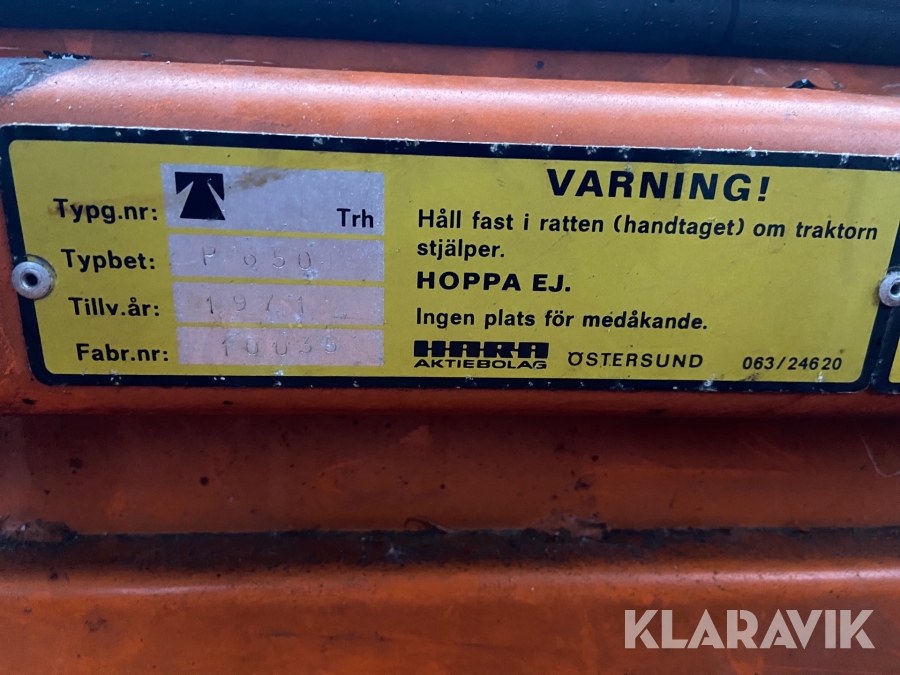 Typg.nr: Trh
Typbet: P 650
Tillv.år:
Fabr.nr:
VARNING!
Håll fast i ratten (handtaget) om traktorn
stjälper.
HOPPA EJ.
Ingen plats för medåkande.
HARA
AKTIEBOLAG ÖSTERSUND 063/24620
KLARAVIK